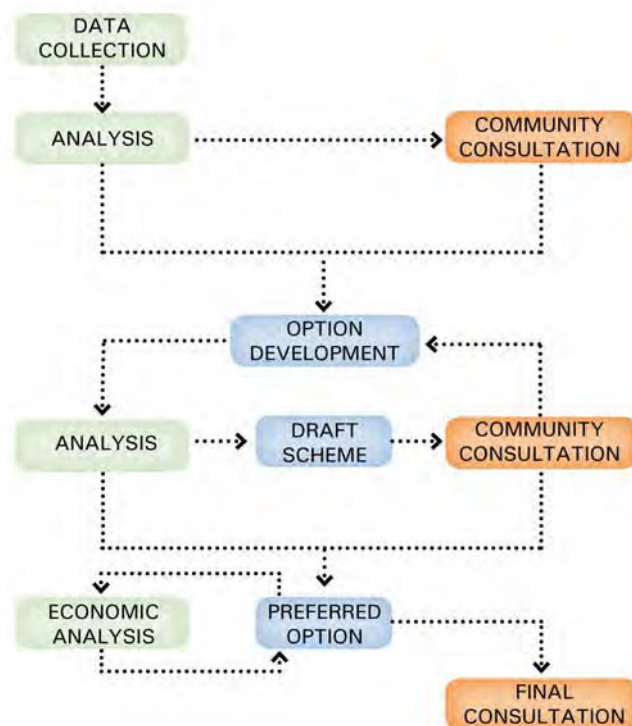 DATA
COLLECTION
ANALYSIS
COMMUNITY
CONSULTATION
OPTION
DEVELOPMENT
ANALYSIS
DRAFT
SCHEME
COMMUNITY
CONSULTATION
ECONOMIC
ANALYSIS
PREFERRED
OPTION
FINAL
CONSULTATION